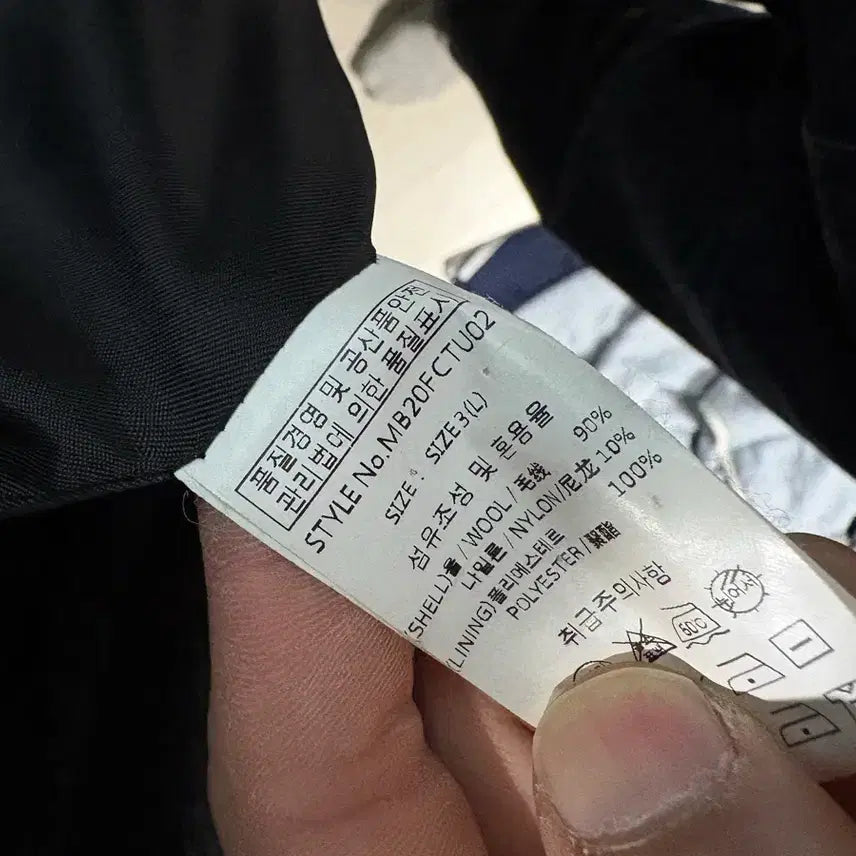 품질경영 및 공산품안전
관리법에 의한 품질표시
STYLE No.MB20FCTU02
SIZE : SIZE3(L)
섬유조성 및 혼용율
(SHELL)울/WOOL/毛线 90%
나일론/NYLON/尼龙 10%
(LINING)폴리에스테르 100%
POLYESTER/聚酯
취급주의사항
60C